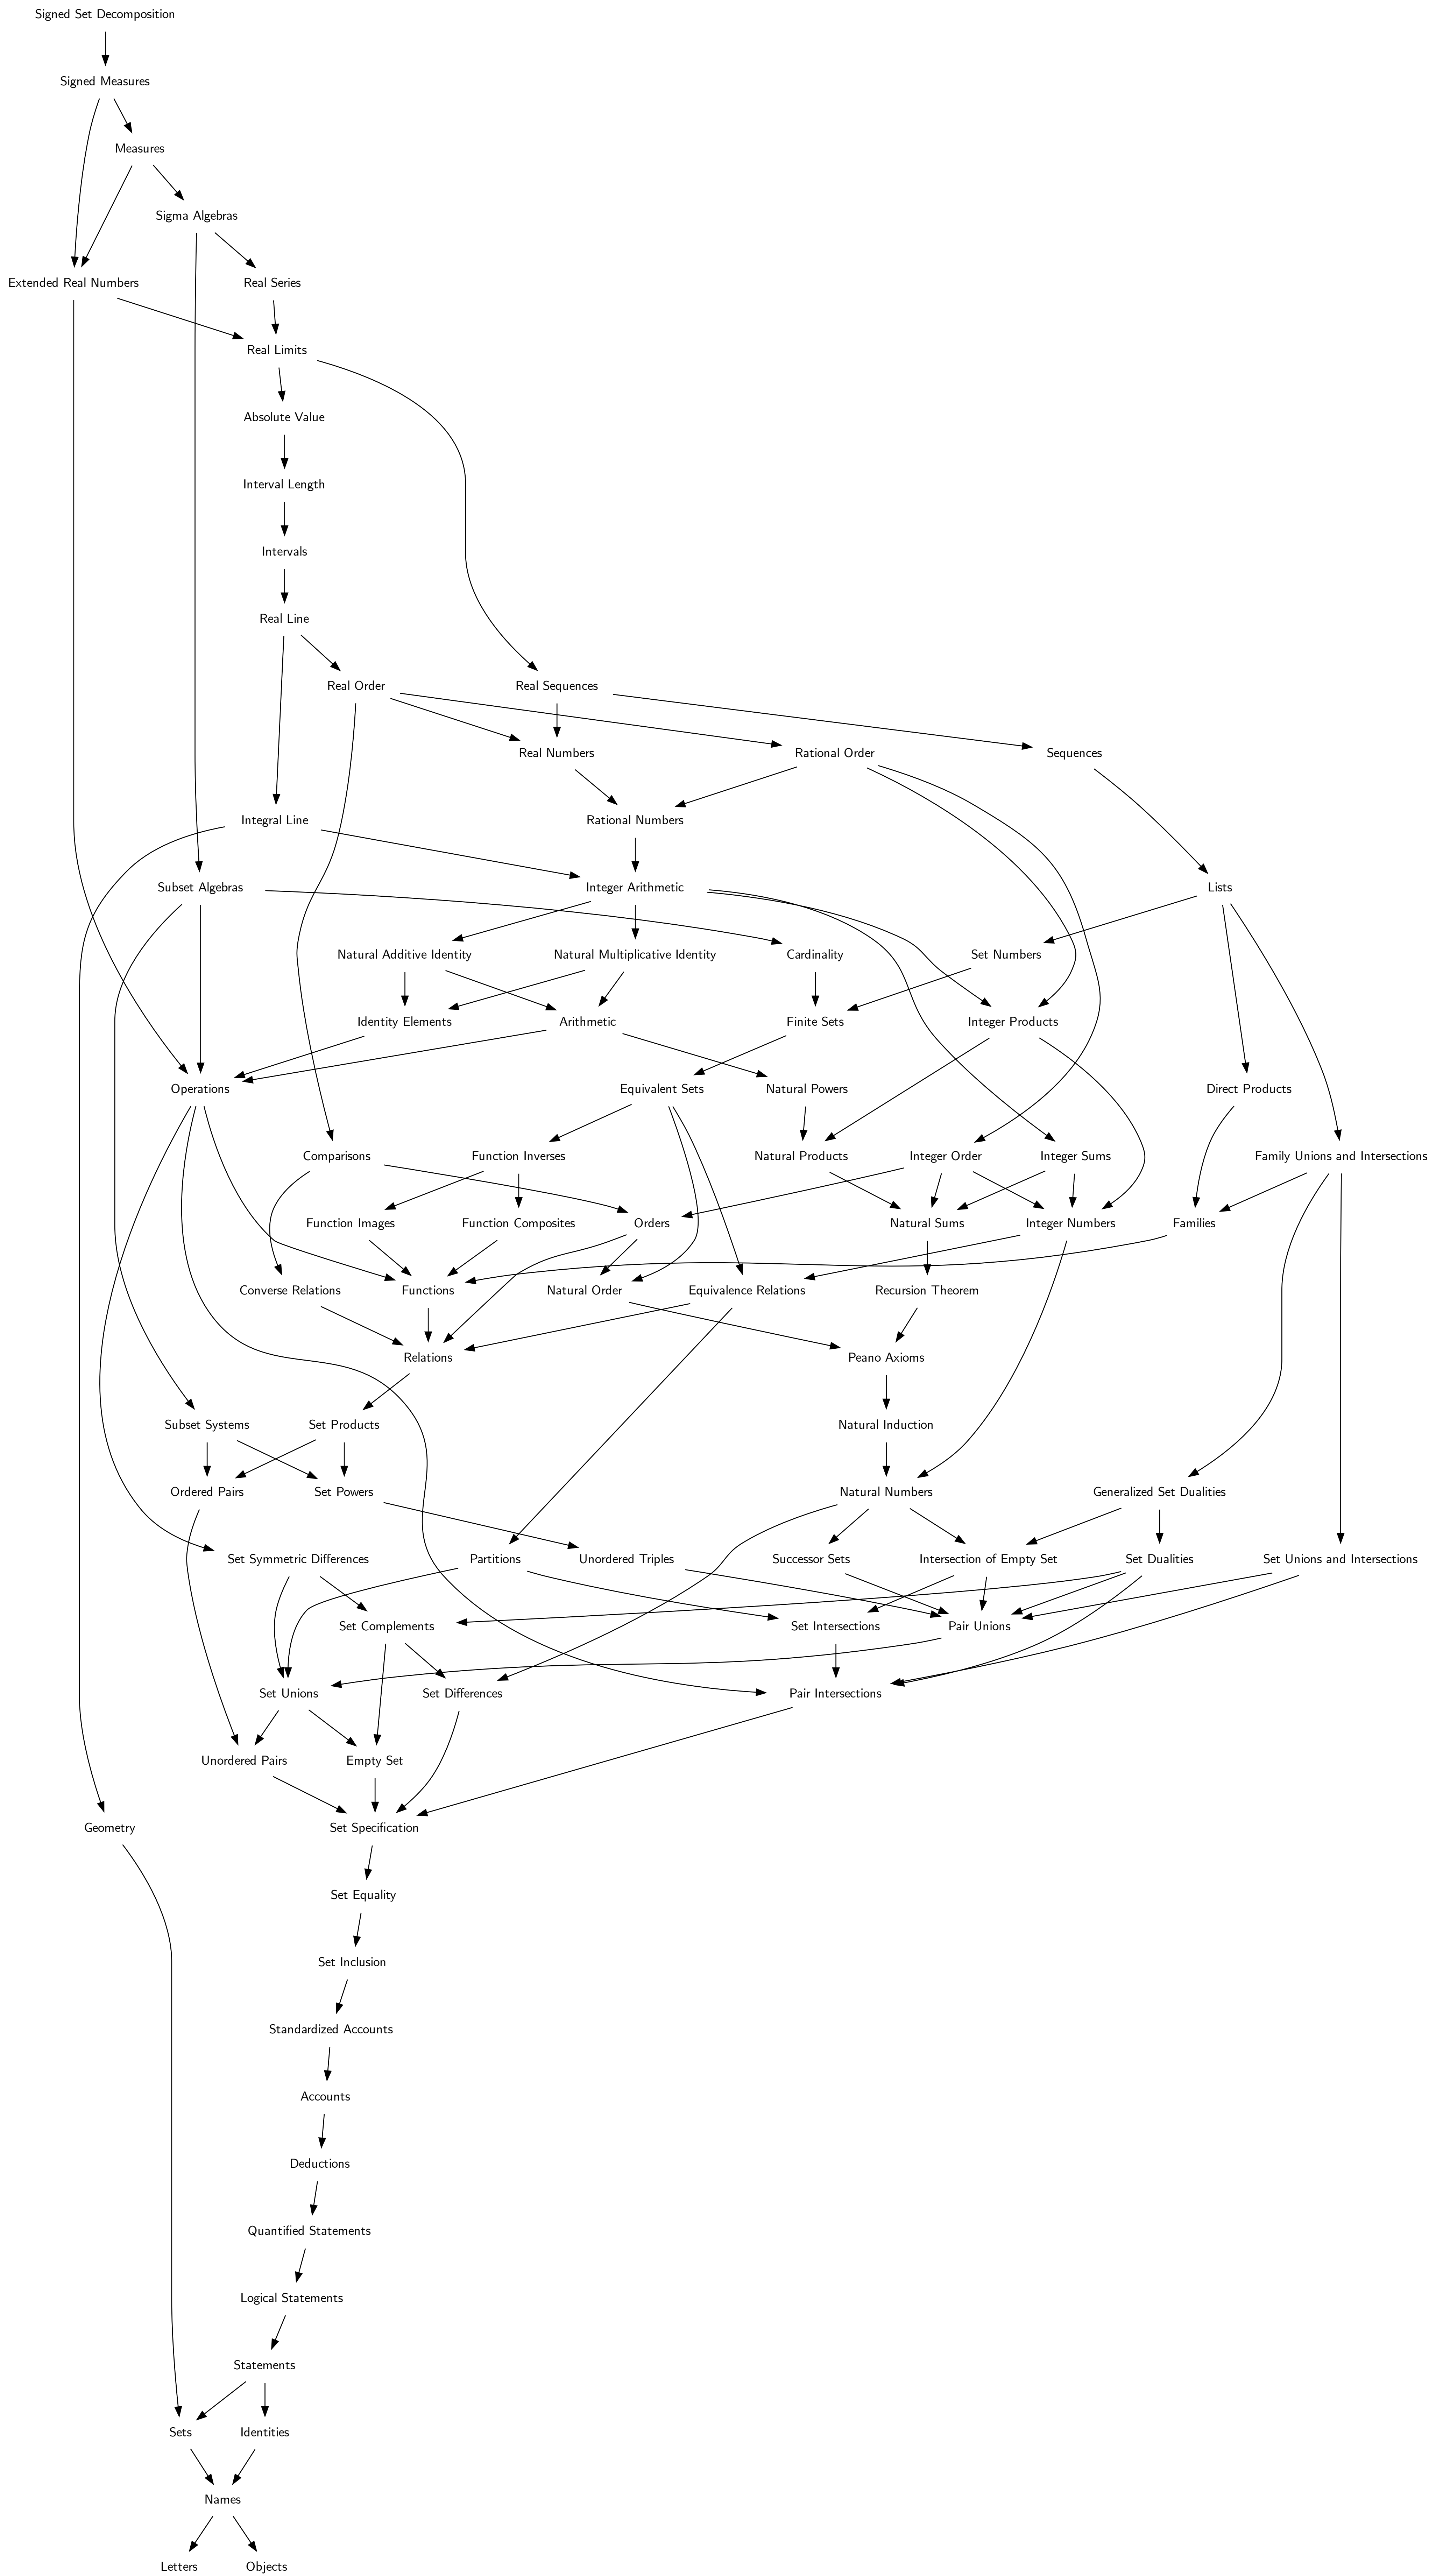 Signed Set Decomposition
Signed Measures
Measures
Sigma Algebras
Extended Real Numbers
Real Series
Real Limits
Absolute Value
Interval Length
Intervals
Real Line
Real Order
Real Sequences
Real Numbers
Rational Order
Sequences
Integral Line
Rational Numbers
Subset Algebras
Integer Arithmetic
Lists
Natural Additive Identity
Natural Multiplicative Identity
Cardinality
Set Numbers
Identity Elements
Arithmetic
Finite Sets
Integer Products
Operations
Equivalent Sets
Natural Powers
Direct Products
Comparisons
Function Inverses
Natural Products
Integer Order
Integer Sums
Family Unions and Intersections
Function Images
Function Composites
Orders
Natural Sums
Integer Numbers
Families
Converse Relations
Functions
Natural Order
Equivalence Relations
Recursion Theorem
Relations
Peano Axioms
Subset Systems
Set Products
Natural Induction
Ordered Pairs
Set Powers
Natural Numbers
Generalized Set Dualities
Set Symmetric Differences
Partitions
Unordered Triples
Successor Sets
Intersection of Empty Set
Set Dualities
Set Unions and Intersections
Set Complements
Set Intersections
Pair Unions
Set Unions
Set Differences
Pair Intersections
Unordered Pairs
Empty Set
Geometry
Set Specification
Set Equality
Set Inclusion
Standardized Accounts
Accounts
Deductions
Quantified Statements
Logical Statements
Statements
Sets
Identities
Names
Letters
Objects